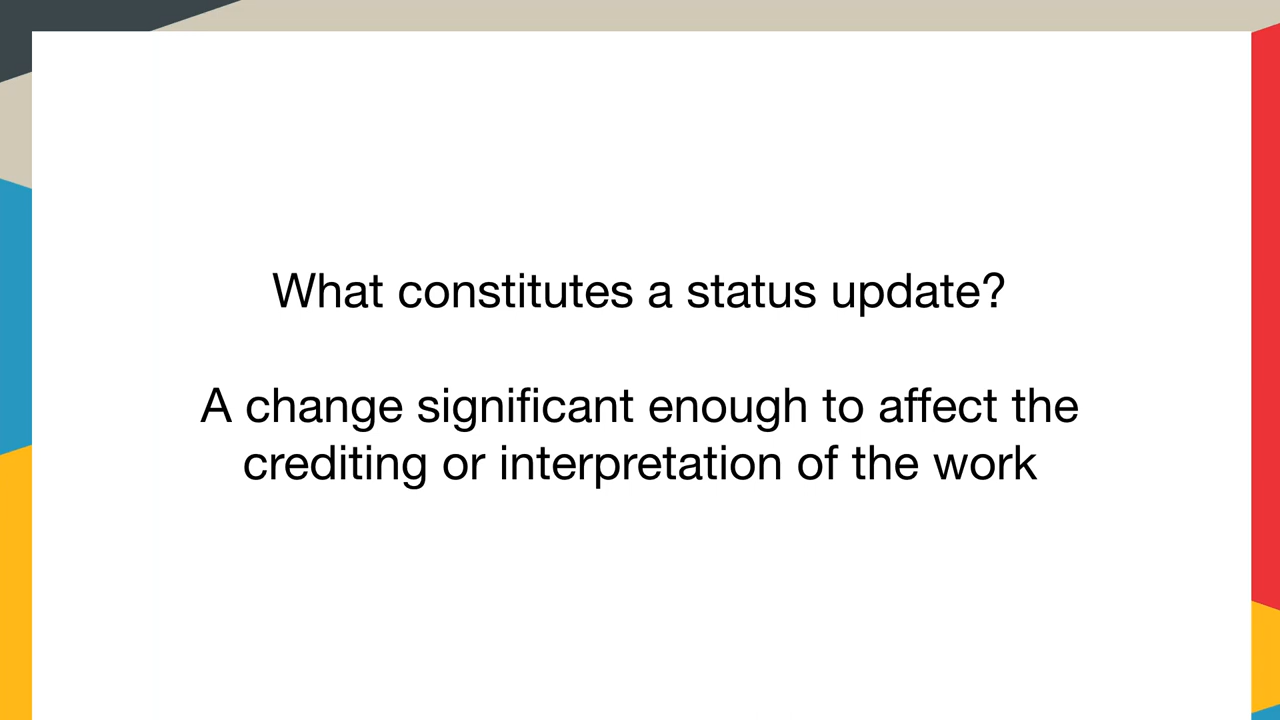 What constitutes a status update?
A change significant enough to affect the
crediting or interpretation of the work